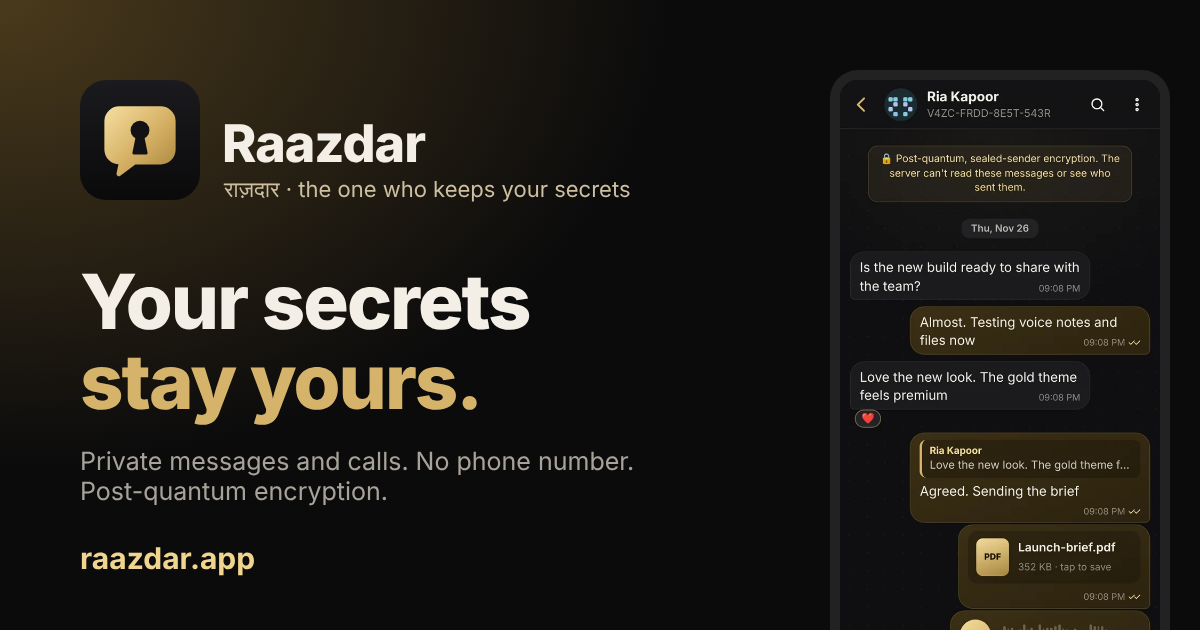 Raazdar
राज़दार · the one who keeps your secrets
Your secrets
stay yours.
Private messages and calls. No phone number.
Post-quantum encryption.
raazdar.app
Ria Kapoor
V4ZC-FRDD-8E5T-543R
🔒 Post-quantum, sealed-sender encryption. The
server can't read these messages or see who
sent them.
Thu, Nov 26
Is the new build ready to share with
the team?
09:08 PM
Almost. Testing voice notes and
files now
09:08 PM
Love the new look. The gold theme
feels premium
09:08 PM
❤️
Ria Kapoor
Love the new look. The gold theme f...
Agreed. Sending the brief
09:08 PM
PDF
Launch-brief.pdf
352 KB · tap to save
09:08 PM